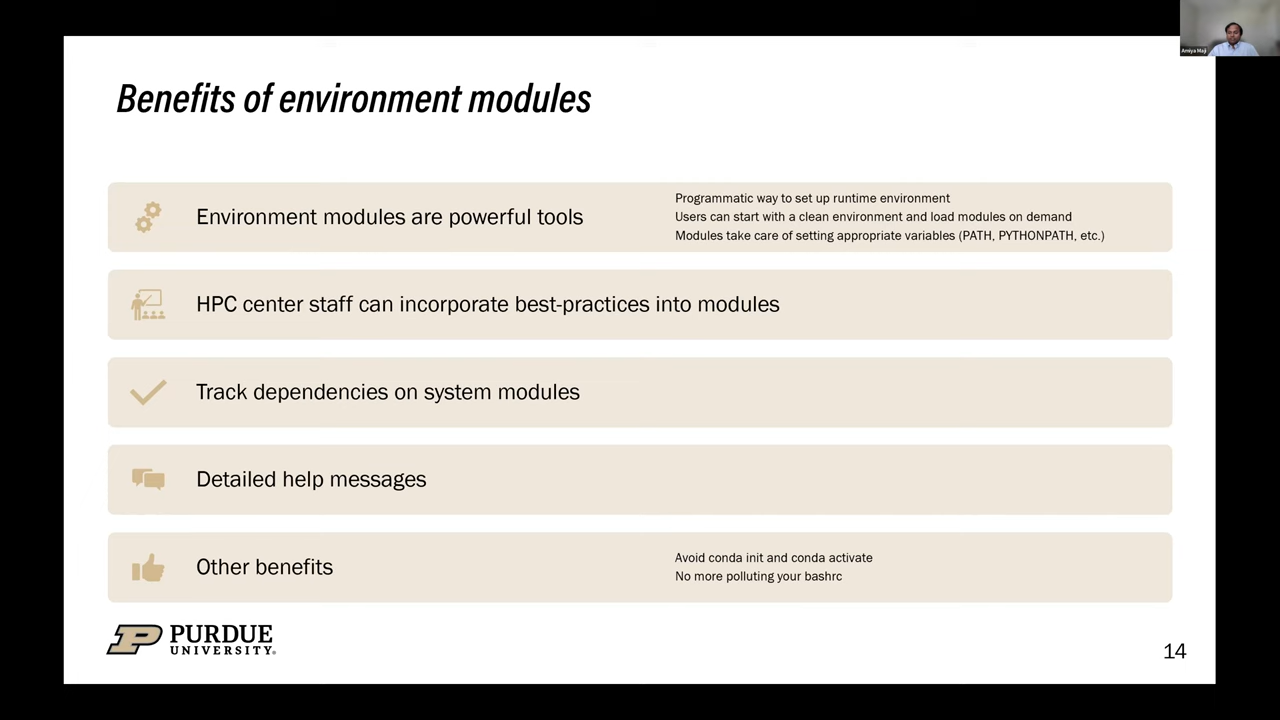 Amiya Maji
Benefits of environment modules
Environment modules are powerful tools
Programmatic way to set up runtime environment
Users can start with a clean environment and load modules on demand
Modules take care of setting appropriate variables (PATH, PYTHONPATH, etc.)
HPC center staff can incorporate best-practices into modules
Track dependencies on system modules
Detailed help messages
Other benefits
Avoid conda init and conda activate
No more polluting your bashrc
P PURDUE
UNIVERSITY®
14